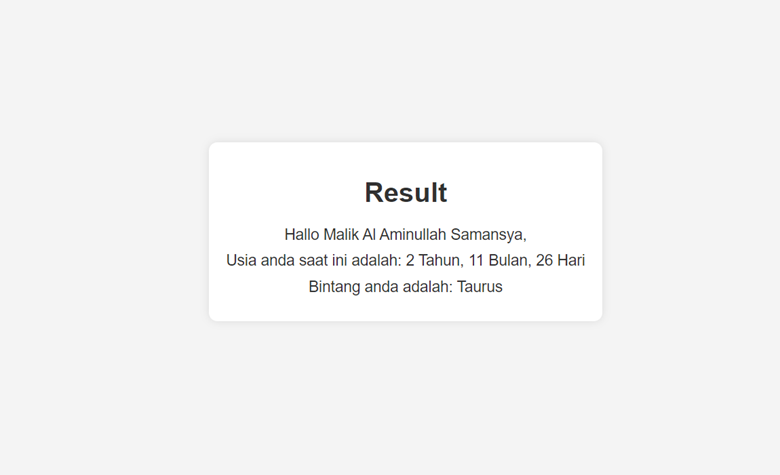 Result
Hallo Malik Al Aminullah Samansya,
Usia anda saat ini adalah: 2 Tahun, 11 Bulan, 26 Hari
Bintang anda adalah: Taurus